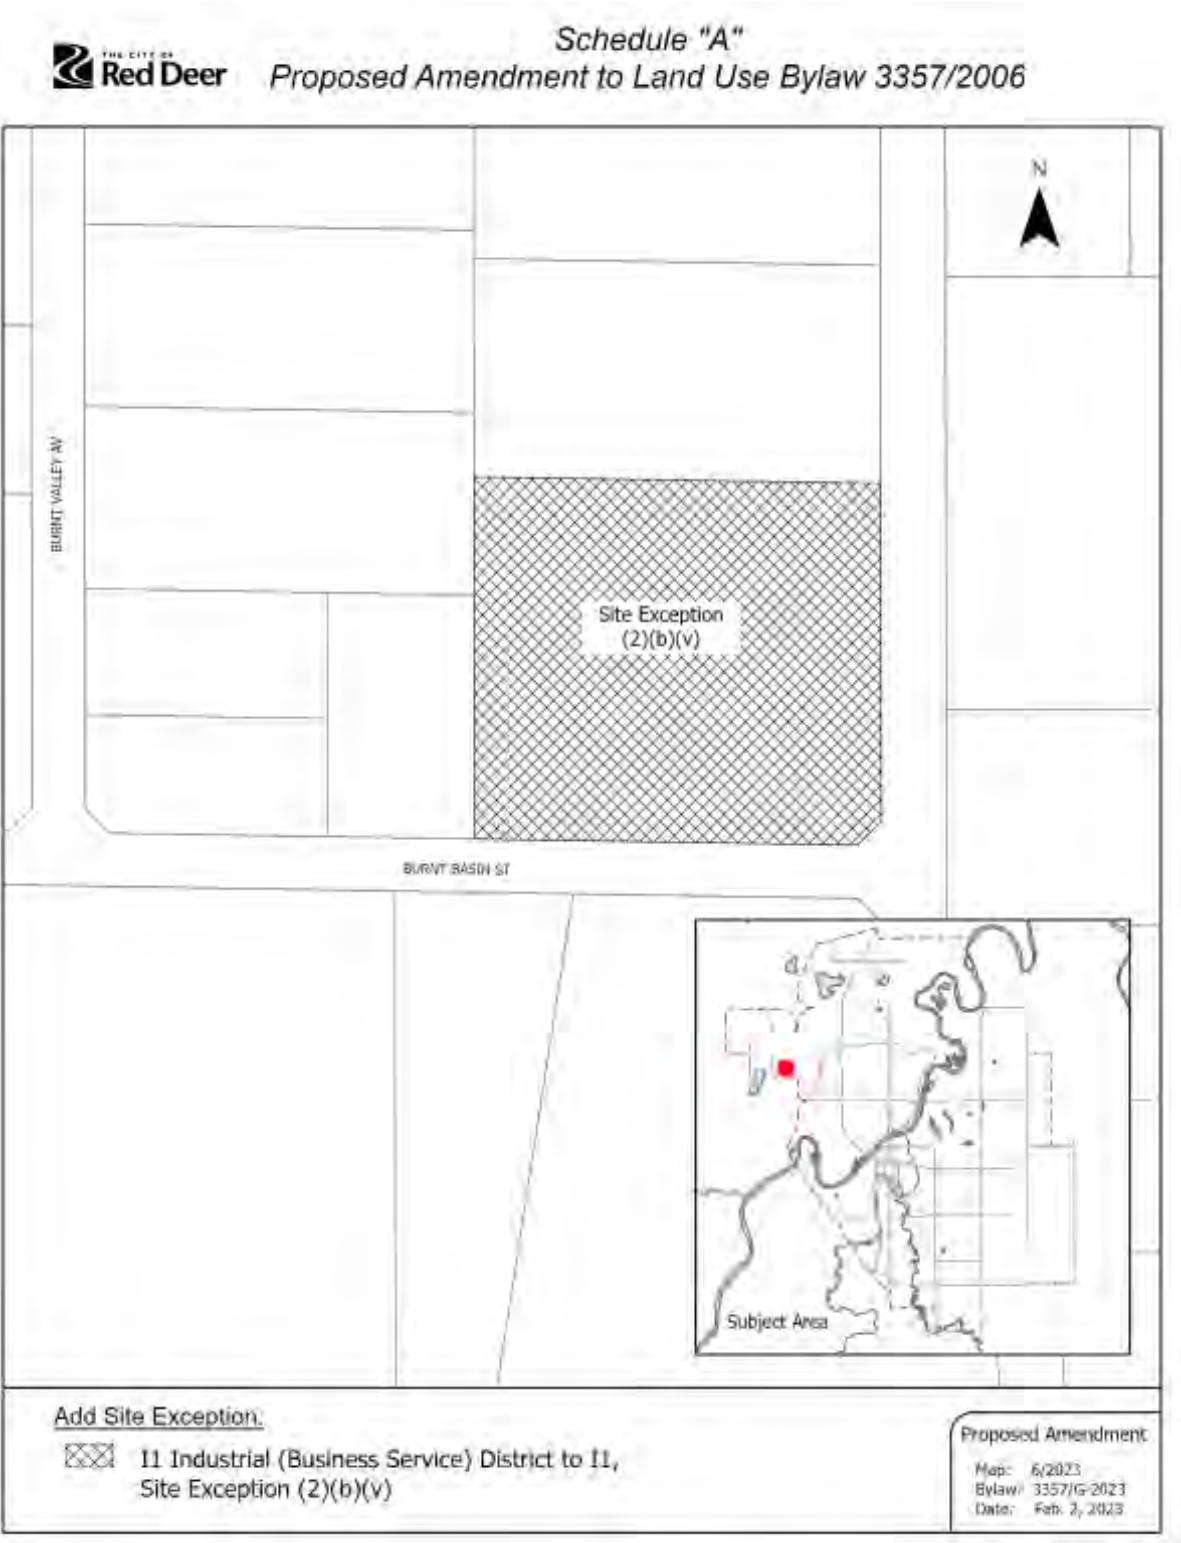 Schedule "A"
THE CITY OF
Red Deer
Proposed Amendment to Land Use Bylaw 3357/2006
N
BURNT VALLEY AV
Site Exception
(2)(b)(v)
BURNT BASIN ST
Subject Area
Add Site Exception:
I1 Industrial (Business Service) District to I1,
Site Exception (2)(b)(v)
Proposed Amendment
Map: 6/2023
Bylaw: 3357/G-2023
Date: Feb. 2, 2023